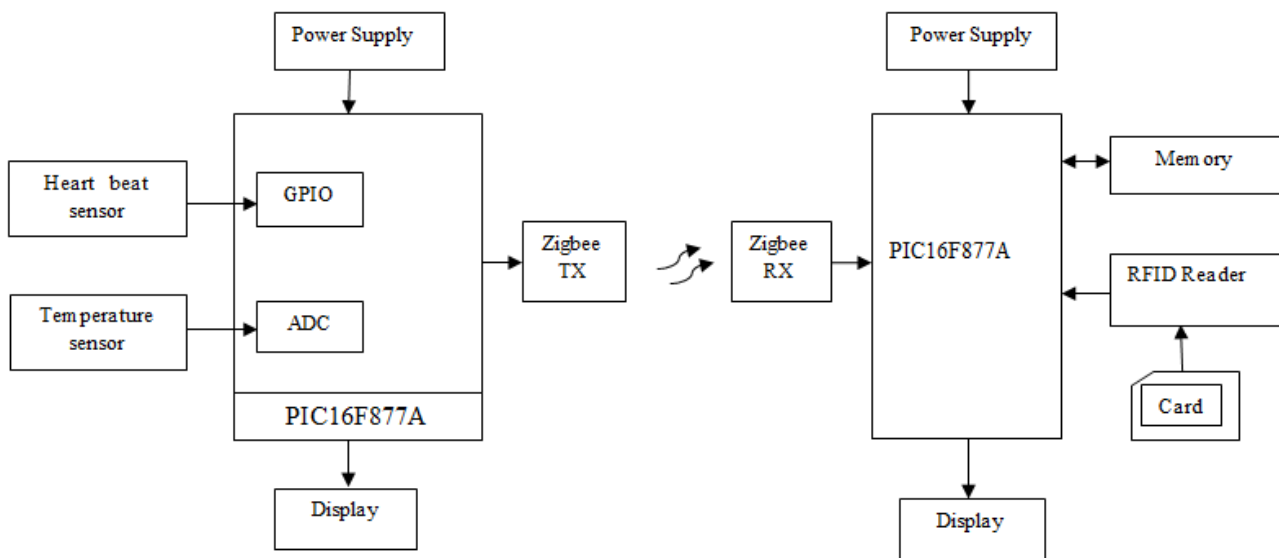 Power Supply
Power Supply
Heart beat
sensor
GPIO
Memory
Zigbee
TX
Zigbee
RX
PIC16F877A
RFID Reader
Temperature
sensor
ADC
Card
PIC16F877A
Display
Display